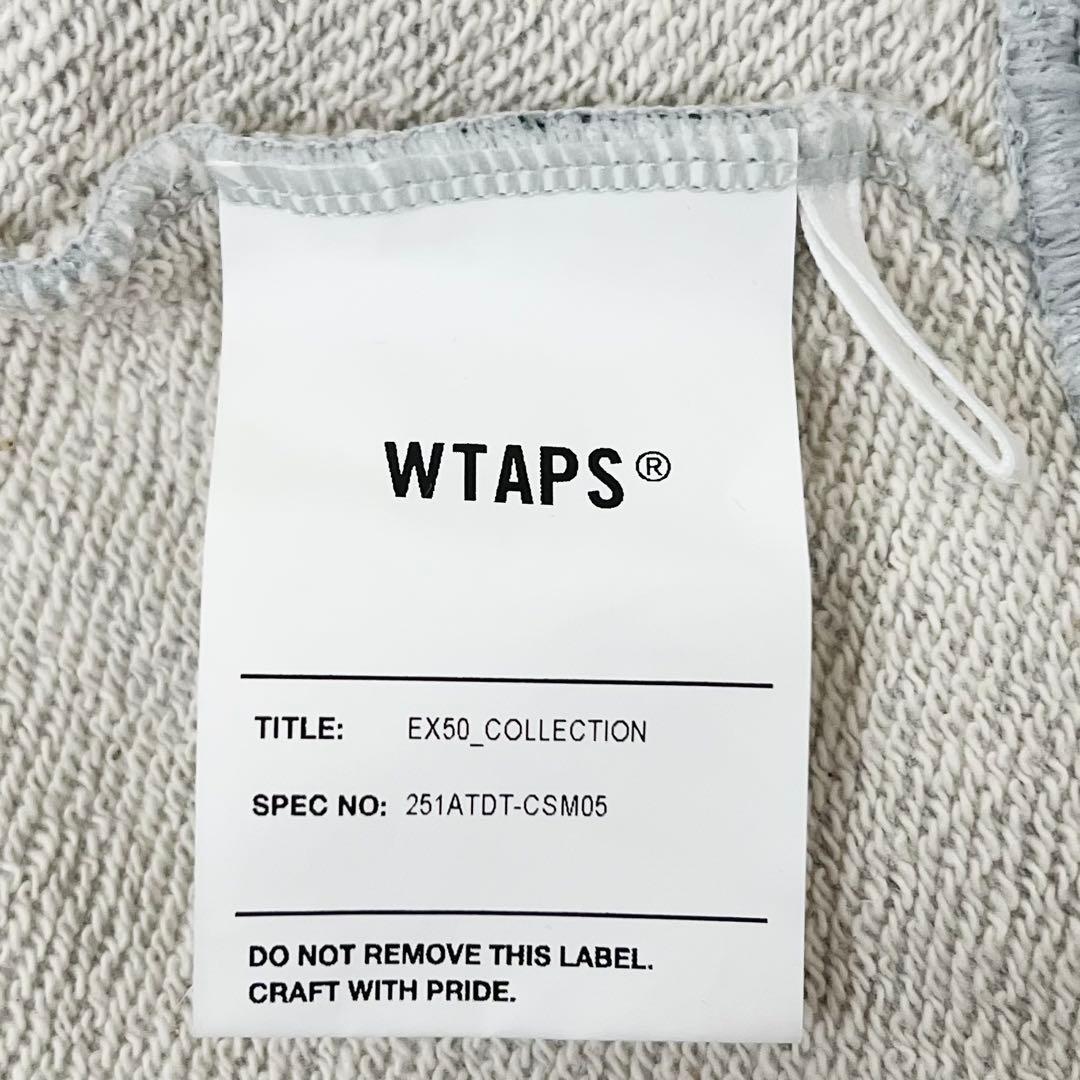 WTAPS®
TITLE: EX50_COLLECTION
SPEC NO: 251ATDT-CSM05
DO NOT REMOVE THIS LABEL.
CRAFT WITH PRIDE.